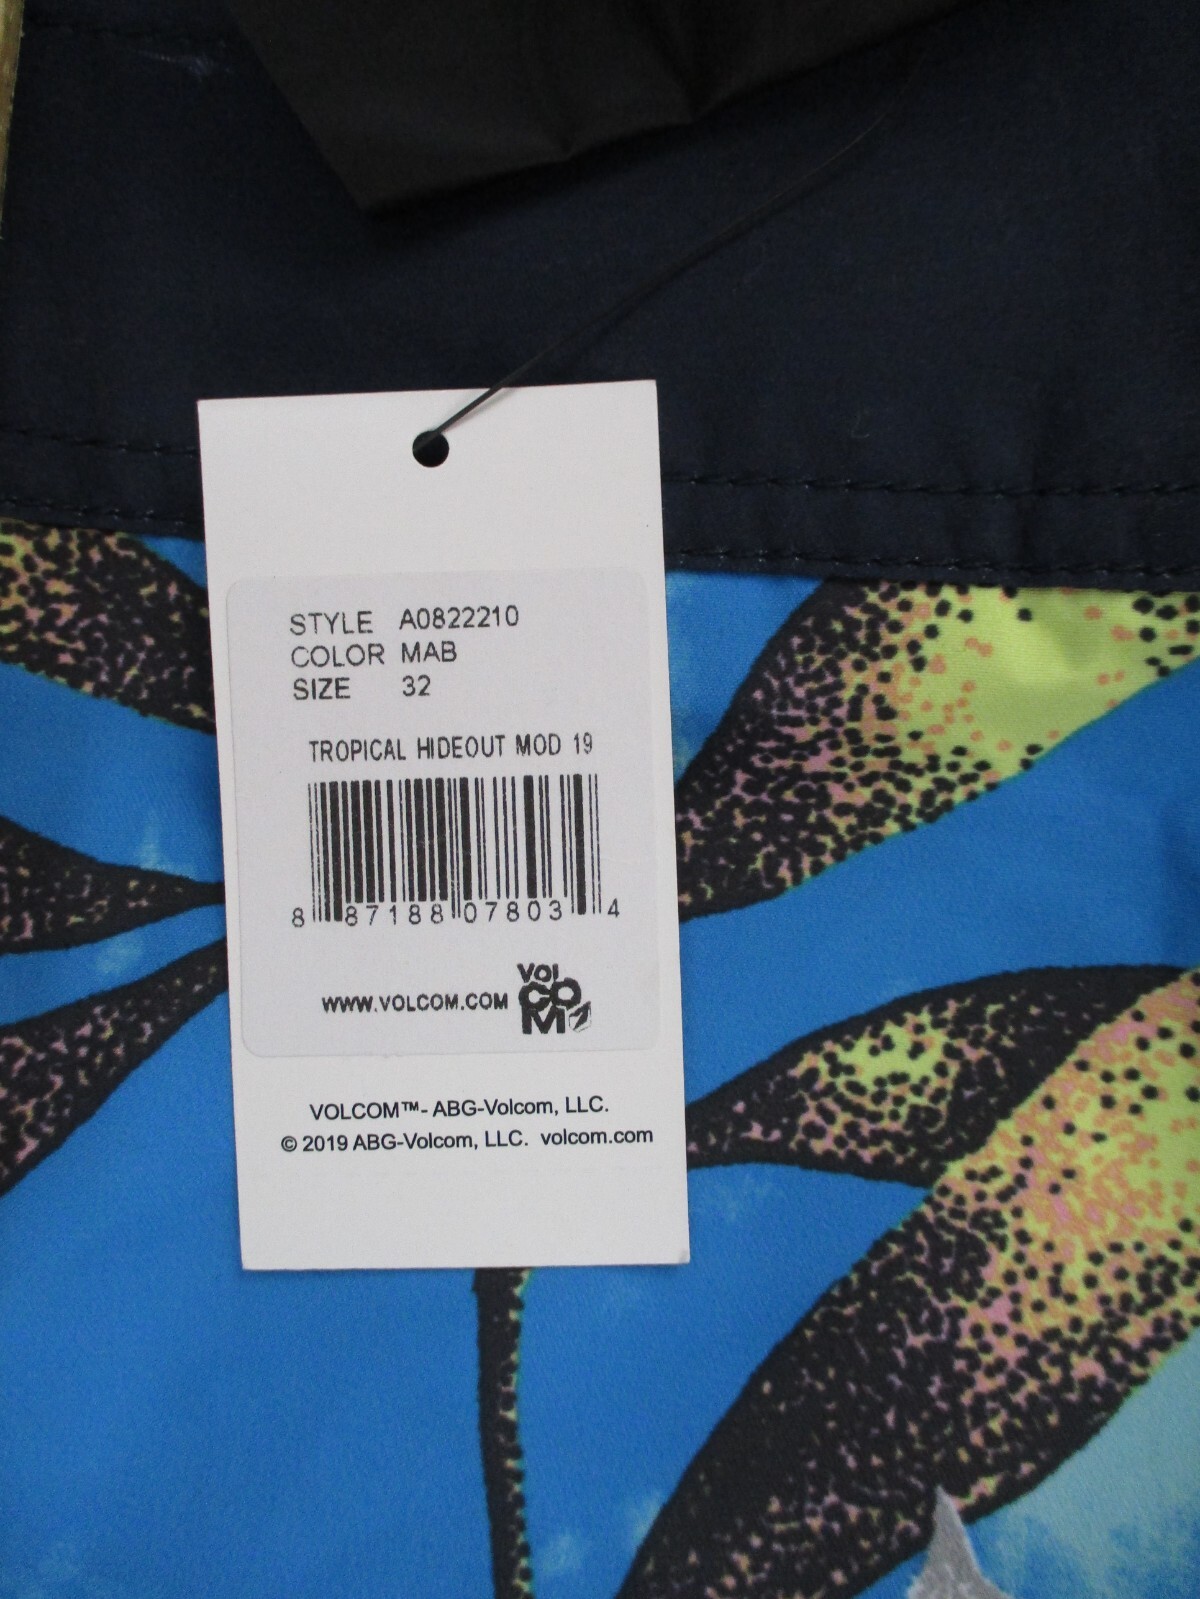 STYLE A0822210
COLOR MAB
SIZE 32
TROPICAL HIDEOUT MOD 19
8 87188 07803 4
WWW.VOLCOM.COM
VOLCOM
VOLCOM™- ABG-Volcom, LLC.
© 2019 ABG-Volcom, LLC. volcom.com